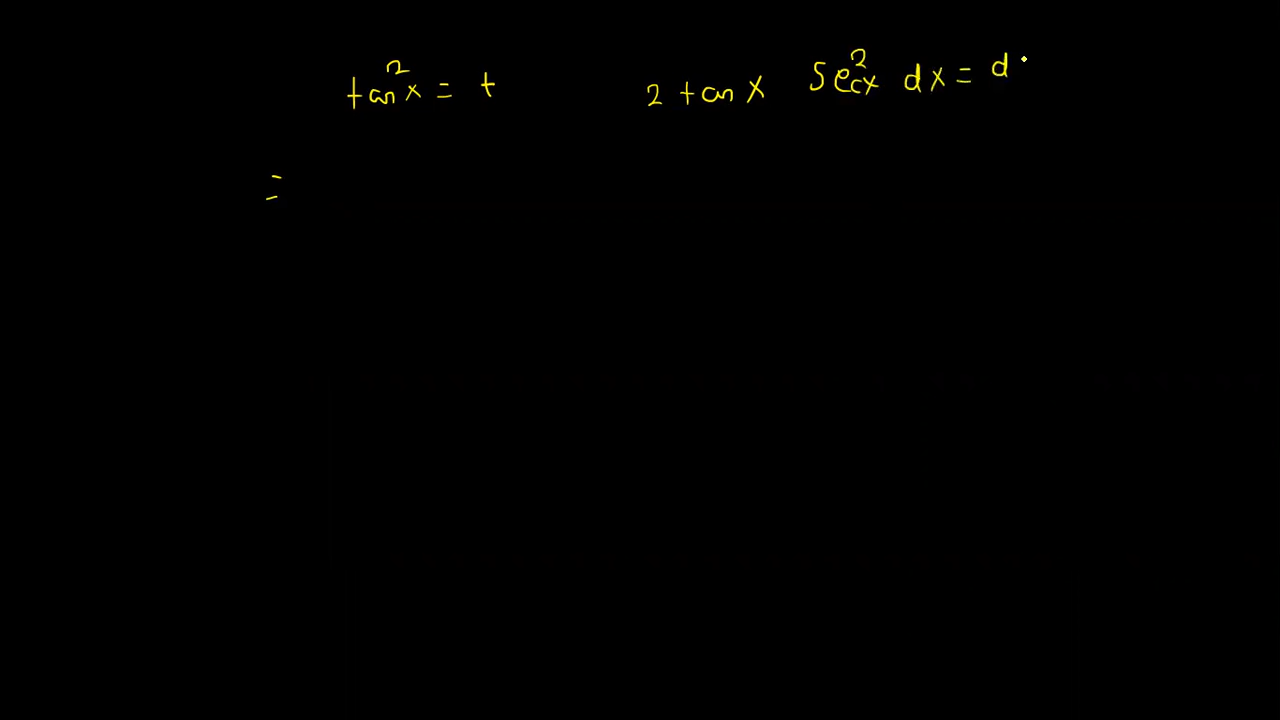 tan²x = t 2 tan x sec²x dx = d
=